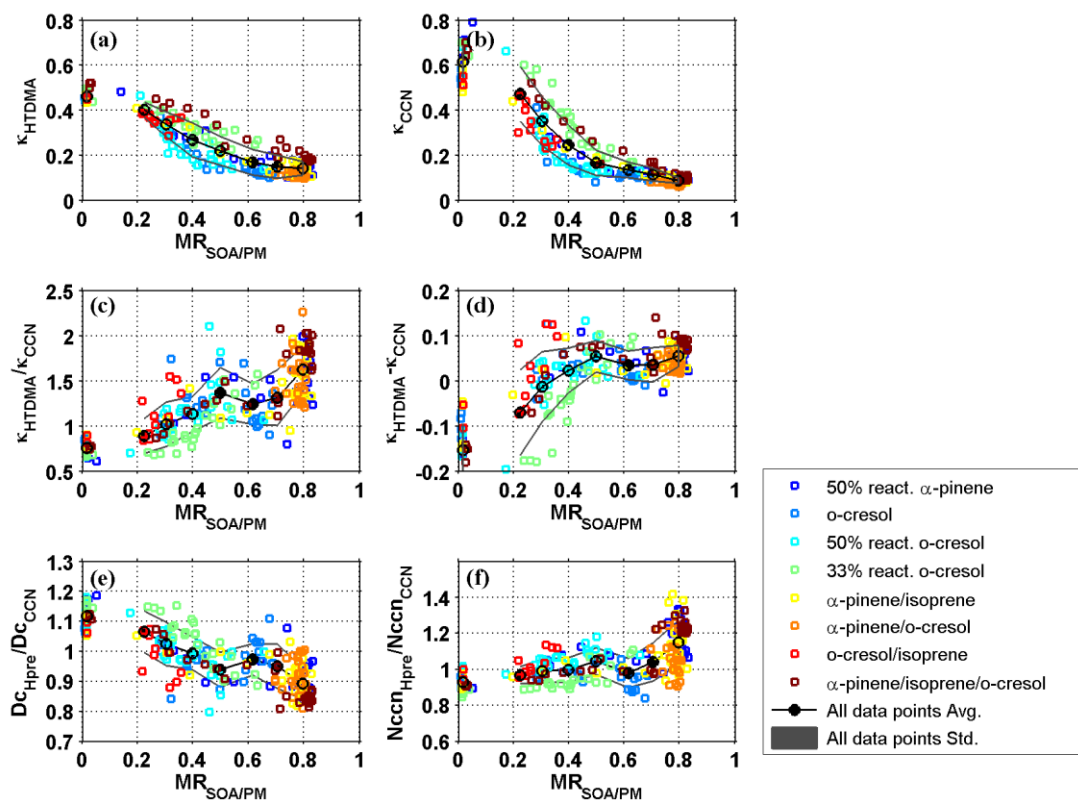 (a)
κHTDMA
0.8
0.6
0.4
0.2
0
0 0.2 0.4 0.6 0.8 1
MRSOA/PM
(b)
κCCN
0.8
0.6
0.4
0.2
0
0 0.2 0.4 0.6 0.8 1
MRSOA/PM
(c)
κHTDMA/κCCN
2.5
2
1.5
1
0.5
0 0.2 0.4 0.6 0.8 1
MRSOA/PM
(d)
κHTDMA-κCCN
0.2
0.1
0
-0.1
-0.2
0 0.2 0.4 0.6 0.8 1
MRSOA/PM
(e)
DcHpre/DcCCN
1.3
1.2
1.1
1
0.9
0.8
0.7
0 0.2 0.4 0.6 0.8 1
MRSOA/PM
(f)
NccnHpre/NccnCCN
1.4
1.2
1
0.8
0.6
0 0.2 0.4 0.6 0.8 1
MRSOA/PM
50% react. α-pinene
o-cresol
50% react. o-cresol
33% react. o-cresol
α-pinene/isoprene
α-pinene/o-cresol
o-cresol/isoprene
α-pinene/isoprene/o-cresol
All data points Avg.
All data points Std.